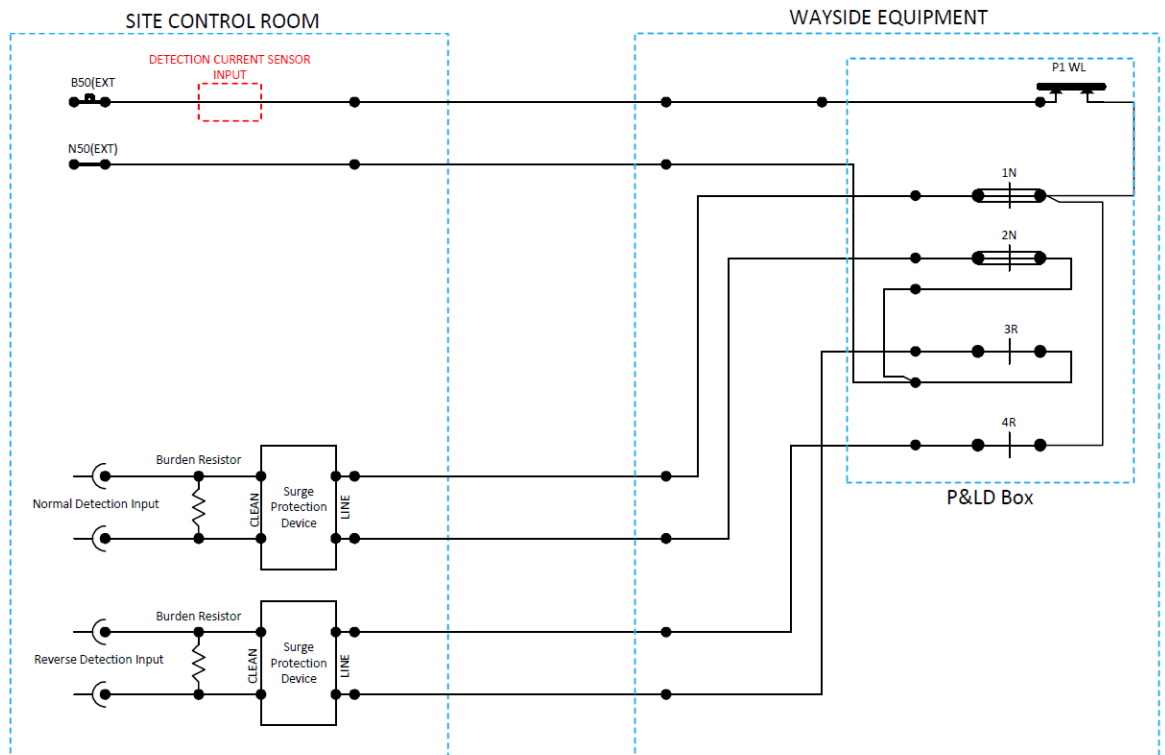 SITE CONTROL ROOM
WAYSIDE EQUIPMENT
DETECTION CURRENT SENSOR
INPUT
B50(EXT
P1 WL
N50(EXT)
1N
2N
3R
4R
P&LD Box
Burden Resistor
Normal Detection Input
CLEAN
Surge
Protection
Device
LINE
Burden Resistor
Reverse Detection Input
CLEAN
Surge
Protection
Device
LINE